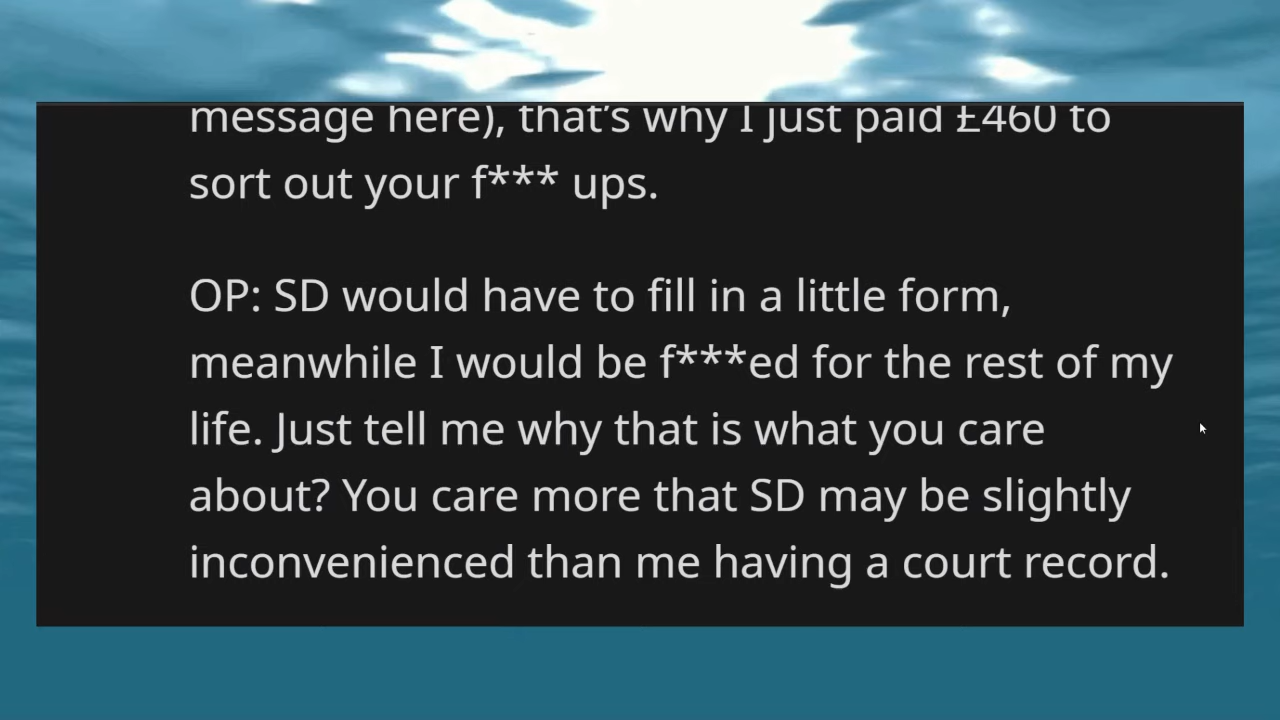 message here), that's why I just paid £460 to
sort out your f*** ups.
OP: SD would have to fill in a little form,
meanwhile I would be f***ed for the rest of my
life. Just tell me why that is what you care
about? You care more that SD may be slightly
inconvenienced than me having a court record.